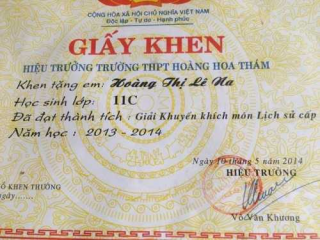 CỘNG HÒA XÃ HỘI CHỦ NGHĨA VIỆT NAM
Độc lập - Tự do - Hạnh phúc
GIẤY KHEN
HIỆU TRƯỞNG TRƯỜNG THPT HOÀNG HOA THÁM
Khen tặng em: Hoàng Thị Lê Na
Học sinh lớp: 11C
Đã đạt thành tích: Giải Khuyến khích môn Lịch sử cấp
Năm học: 2013 - 2014
Ngày 10 tháng 5 năm 2014
HIỆU TRƯỞNG
Ổ KHEN THƯỞNG
ngày.......
Võ Văn Khương